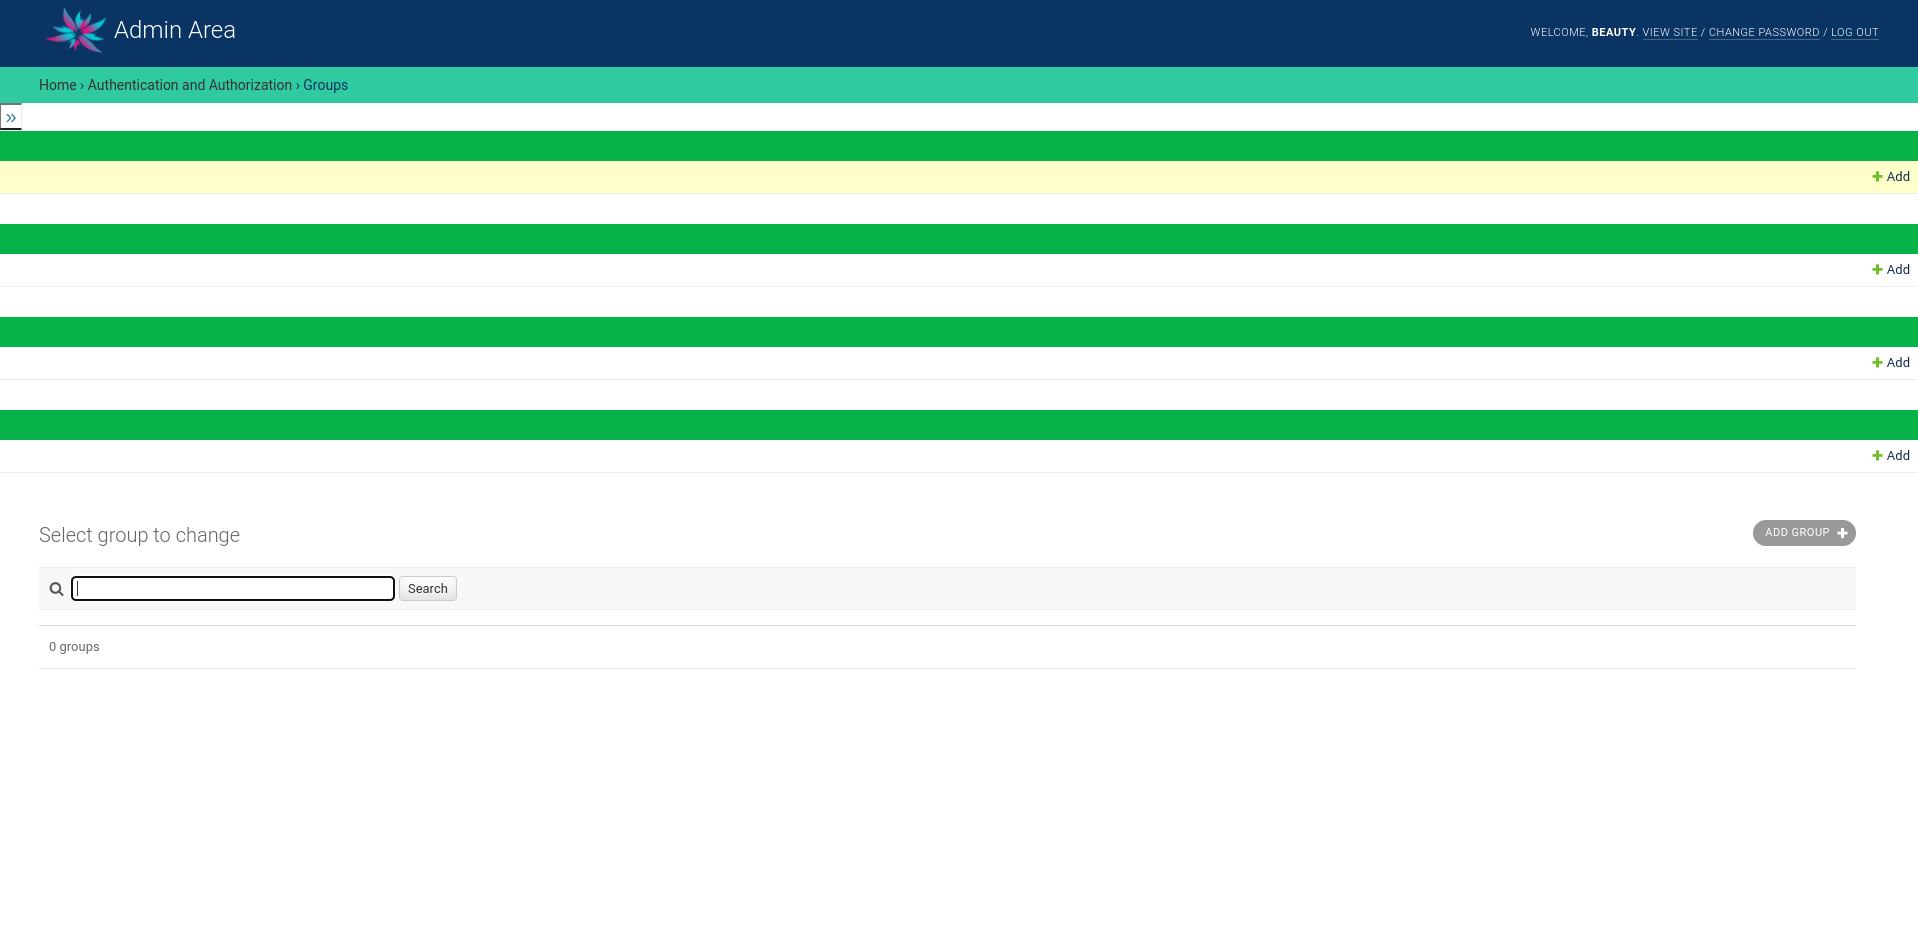 Admin Area
WELCOME, BEAUTY. VIEW SITE / CHANGE PASSWORD / LOG OUT
Home › Authentication and Authorization › Groups
»
Add
Add
Add
Add
Select group to change
ADD GROUP
Search
0 groups